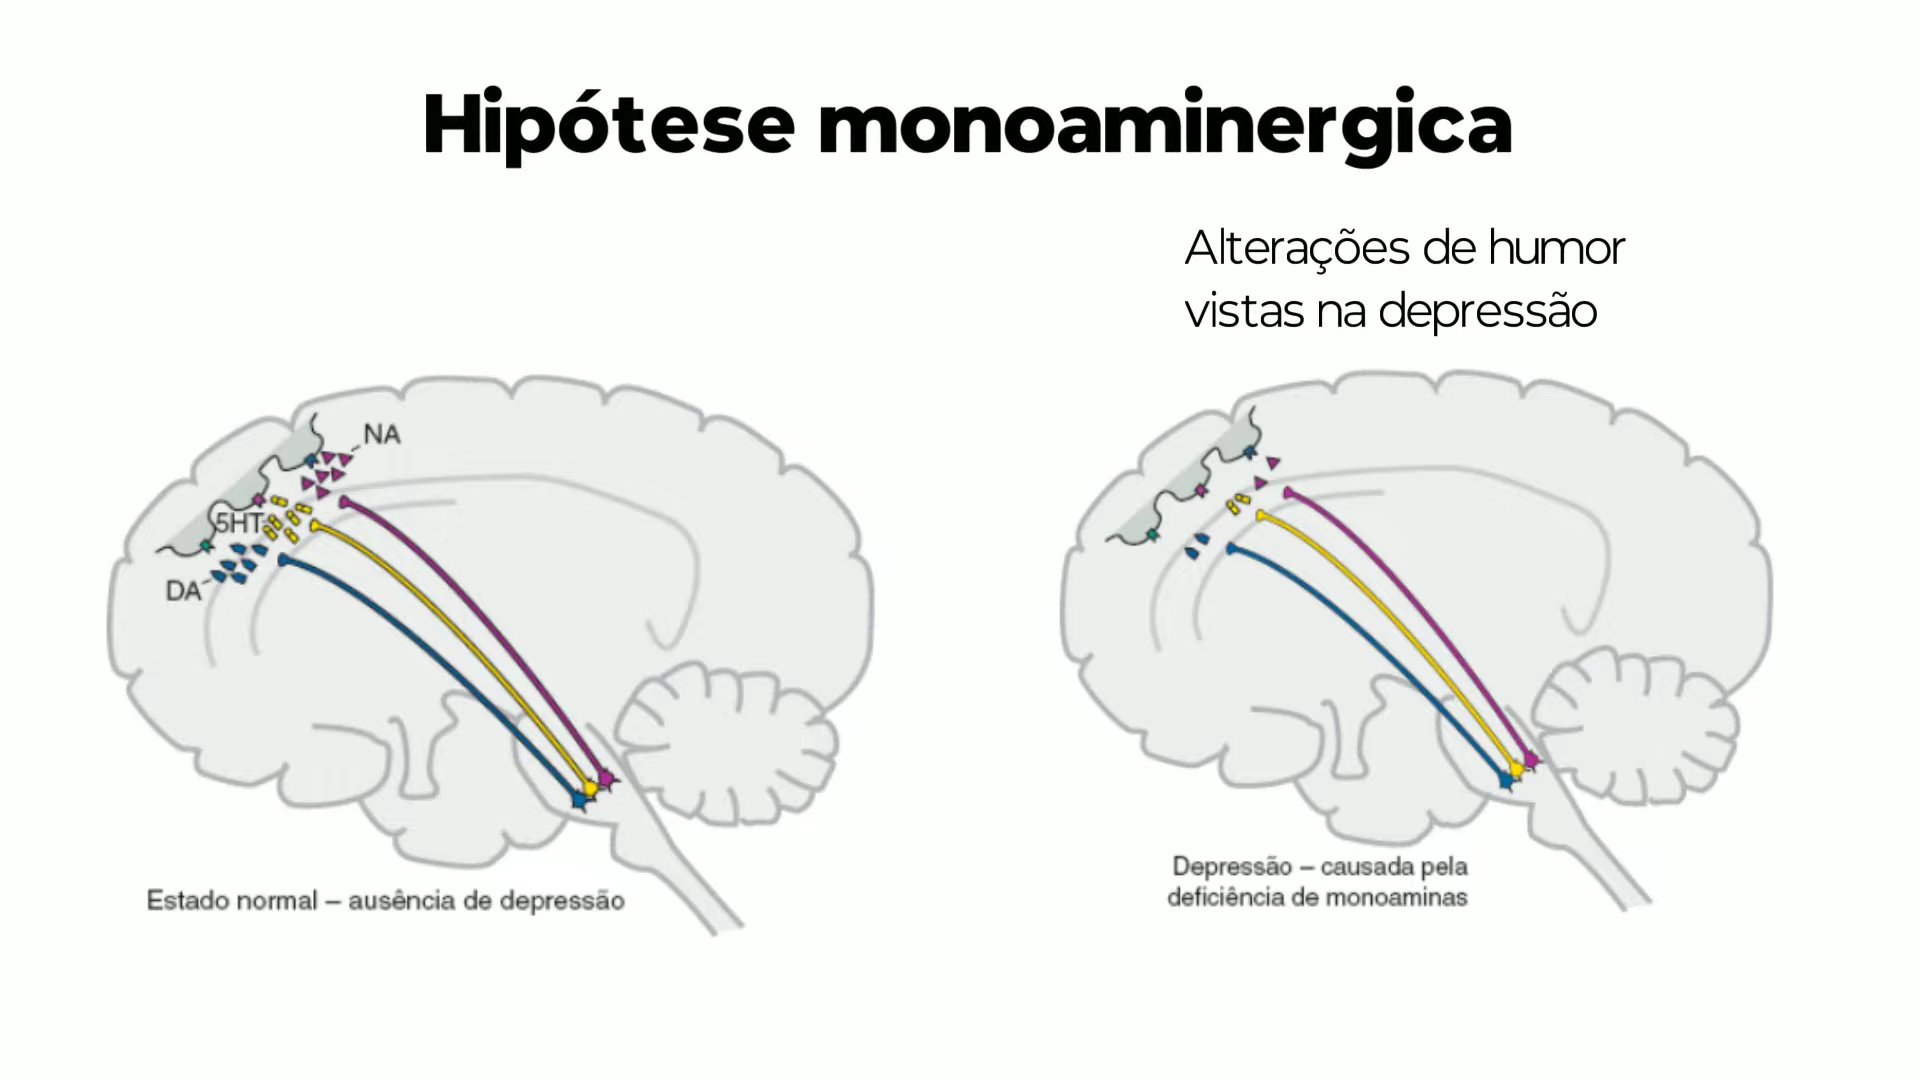 Hipótese monoaminergica
Alterações de humor
vistas na depressão
NA
5HT
DA
Estado normal – ausência de depressão
Depressão – causada pela
deficiência de monoaminas